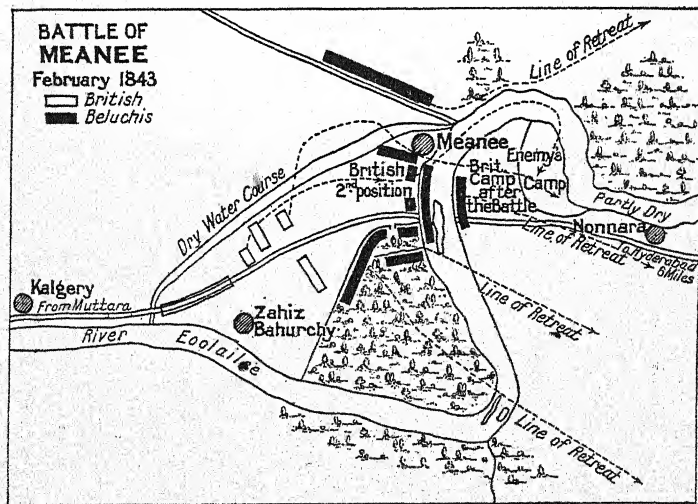 BATTLE OF
MEANEE
February 1843
British
Beluchis
Line of Retreat
Dry Water Course
Meanee
British
2nd position
Enemy's
Camp
Brit.
Camp
after
the Battle
Partly Dry
Nonnara
Line of Retreat
To Hyderabad
6 Miles
Kalgery
From Muttara
Zahiz
Bahurchy
Line of Retreat
River Eoolailee
Line of Retreat